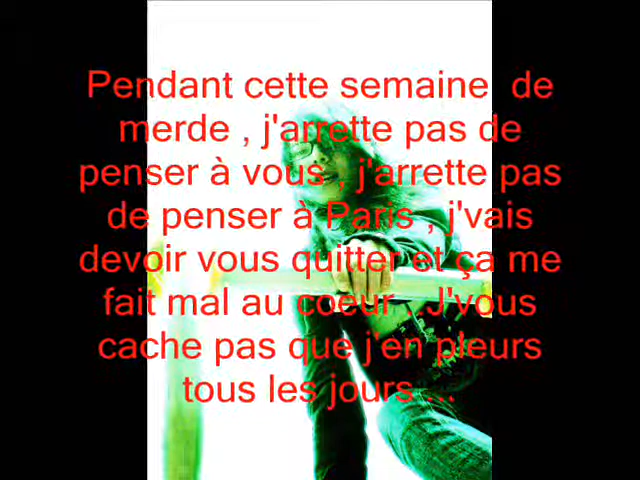 Pendant cette semaine de
merde , j'arrette pas de
penser à vous , j'arrette pas
de penser à Paris , j'vais
devoir vous quitter et ça me
fait mal au coeur ..J'vous
cache pas que j'en pleurs
tous les jours ...